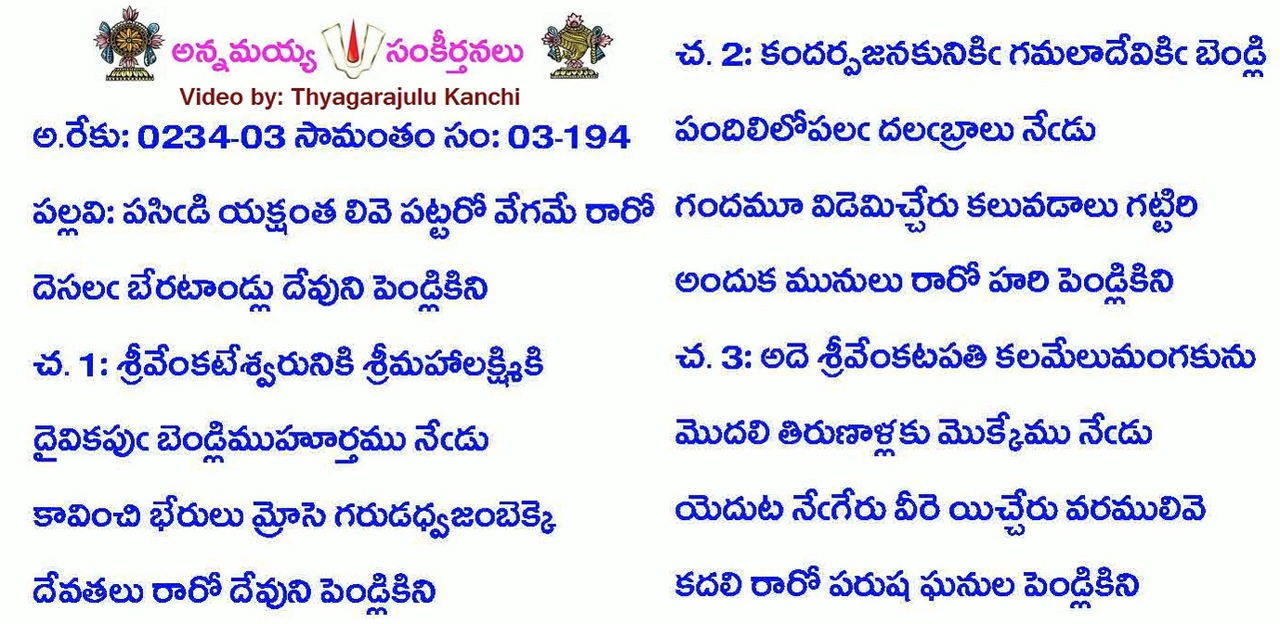 అన్నమయ్య సంకీర్తనలు
Video by: Thyagarajulu Kanchi
అ.రేకు: 0234-03 సామంతం సం: 03-194
పల్లవి: పసిఁడి యక్షంత లివె పట్టరో వేగమే రారో
దెసలఁ బేరటాండ్లు దేవుని పెండ్లికిని
చ. 1: శ్రీవేంకటేశ్వరునికి శ్రీమహాలక్ష్మికి
దైవికపుఁ బెండ్లిముహూర్తము నేఁడు
కావించి భేరులు మ్రోసె గరుడధ్వజంబెక్కె
దేవతలు రారో దేవుని పెండ్లికిని
చ. 2: కందర్పజనకునికిఁ గమలాదేవికిఁ బెండ్లి
పందిలిలోపలఁ దలఁబ్రాలు నేఁడు
గందమూ విడెమిచ్చేరు కలువడాలు గట్టిరి
అందుక మునులు రారో హరి పెండ్లికిని
చ. 3: అదె శ్రీవేంకటపతి కలమేలుమంగకును
మొదలి తిరుణాళ్లకు మొక్కేము నేఁడు
యెదుట నేఁగేరు వీరె యిచ్చేరు వరములివె
కదలి రారో పరుష ఘనుల పెండ్లికిని